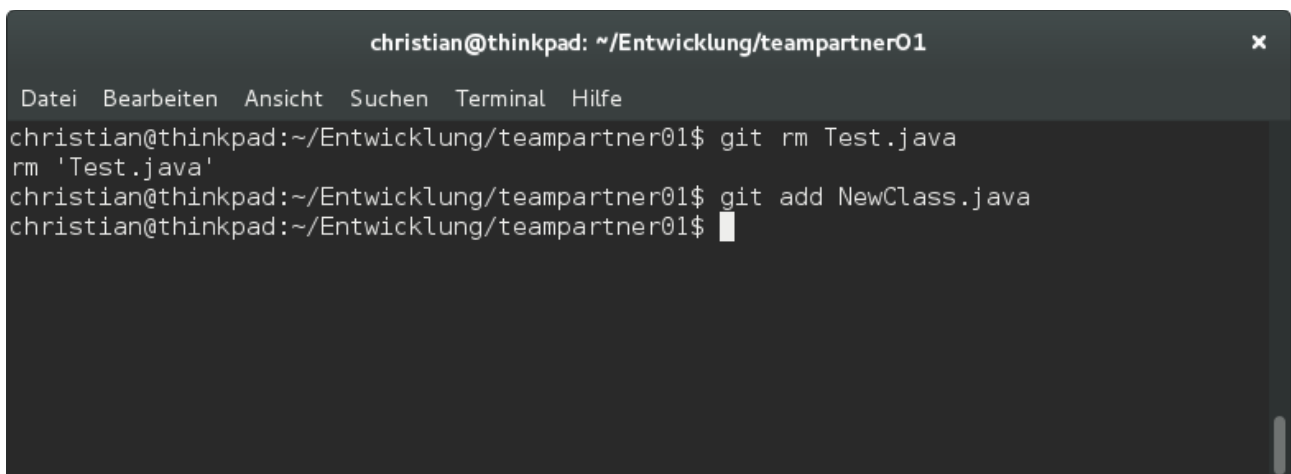 christian@thinkpad: ~/Entwicklung/teampartner01
Datei Bearbeiten Ansicht Suchen Terminal Hilfe
christian@thinkpad:~/Entwicklung/teampartner01$ git rm Test.java
rm 'Test.java'
christian@thinkpad:~/Entwicklung/teampartner01$ git add NewClass.java
christian@thinkpad:~/Entwicklung/teampartner01$